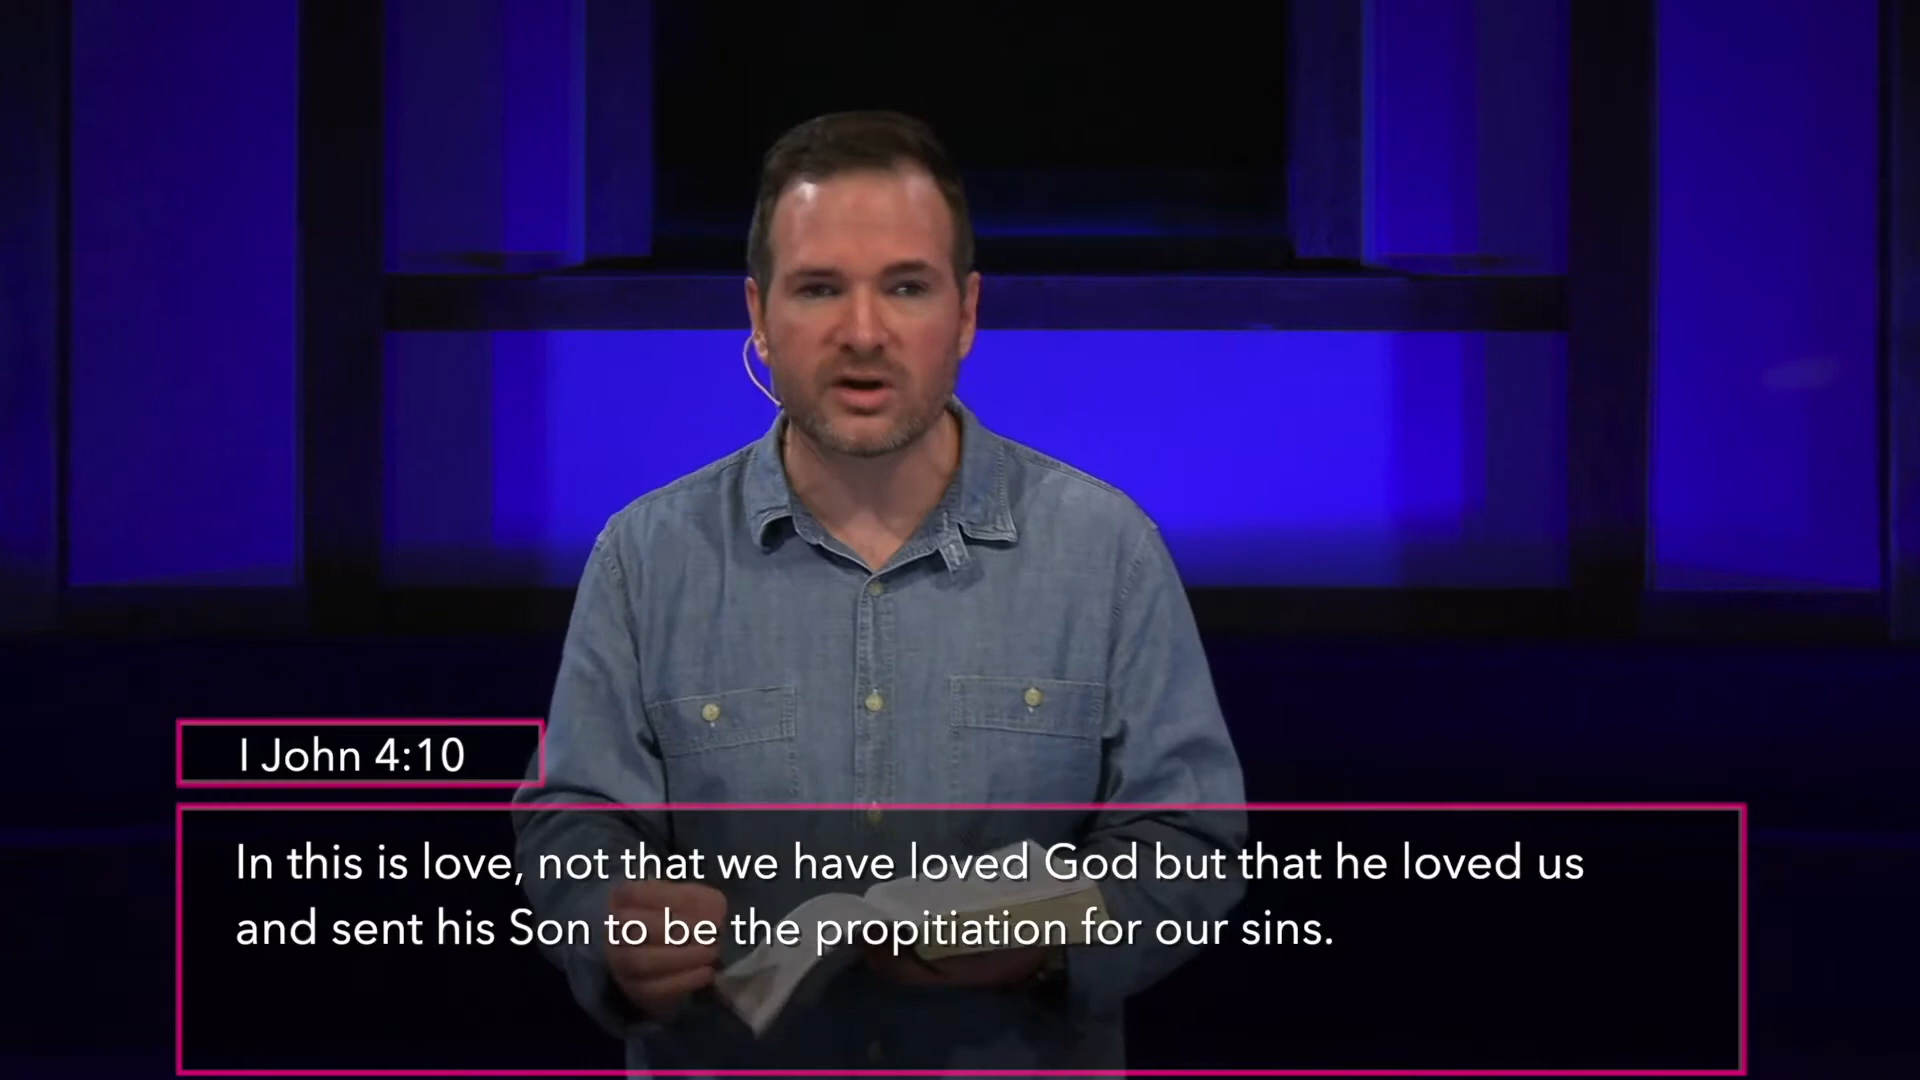 I John 4:10
In this is love, not that we have loved God but that he loved us
and sent his Son to be the propitiation for our sins.